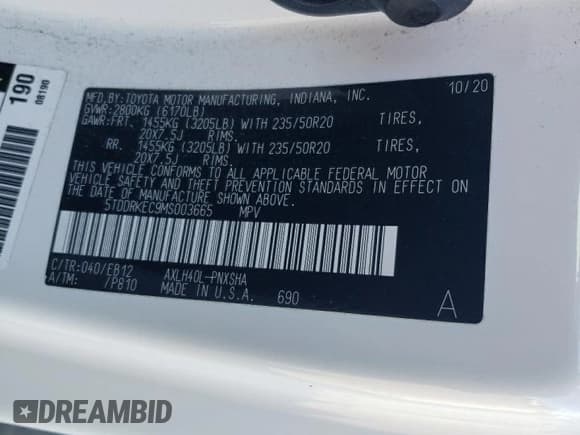 190
08190
MFD.BY:TOYOTA MOTOR MANUFACTURING, INDIANA, INC. 10/20
GVWR:2800KG (6170LB)
GAWR:FRT. 1455KG (3205LB) WITH 235/50R20 TIRES,
20X7.5J RIMS.
RR. 1455KG (3205LB) WITH 235/50R20 TIRES,
20X7.5J RIMS.
THIS VEHICLE CONFORMS TO ALL APPLICABLE FEDERAL MOTOR
VEHICLE SAFETY AND THEFT PREVENTION STANDARDS IN EFFECT ON
THE DATE OF MANUFACTURE SHOWN ABOVE.
5TDDRKEC9MS003665 MPV
C/TR:040/EB12 AXLH40L-PNXSHA
A/TM: /P810 MADE IN U.S.A. 690
A
DREAMBID